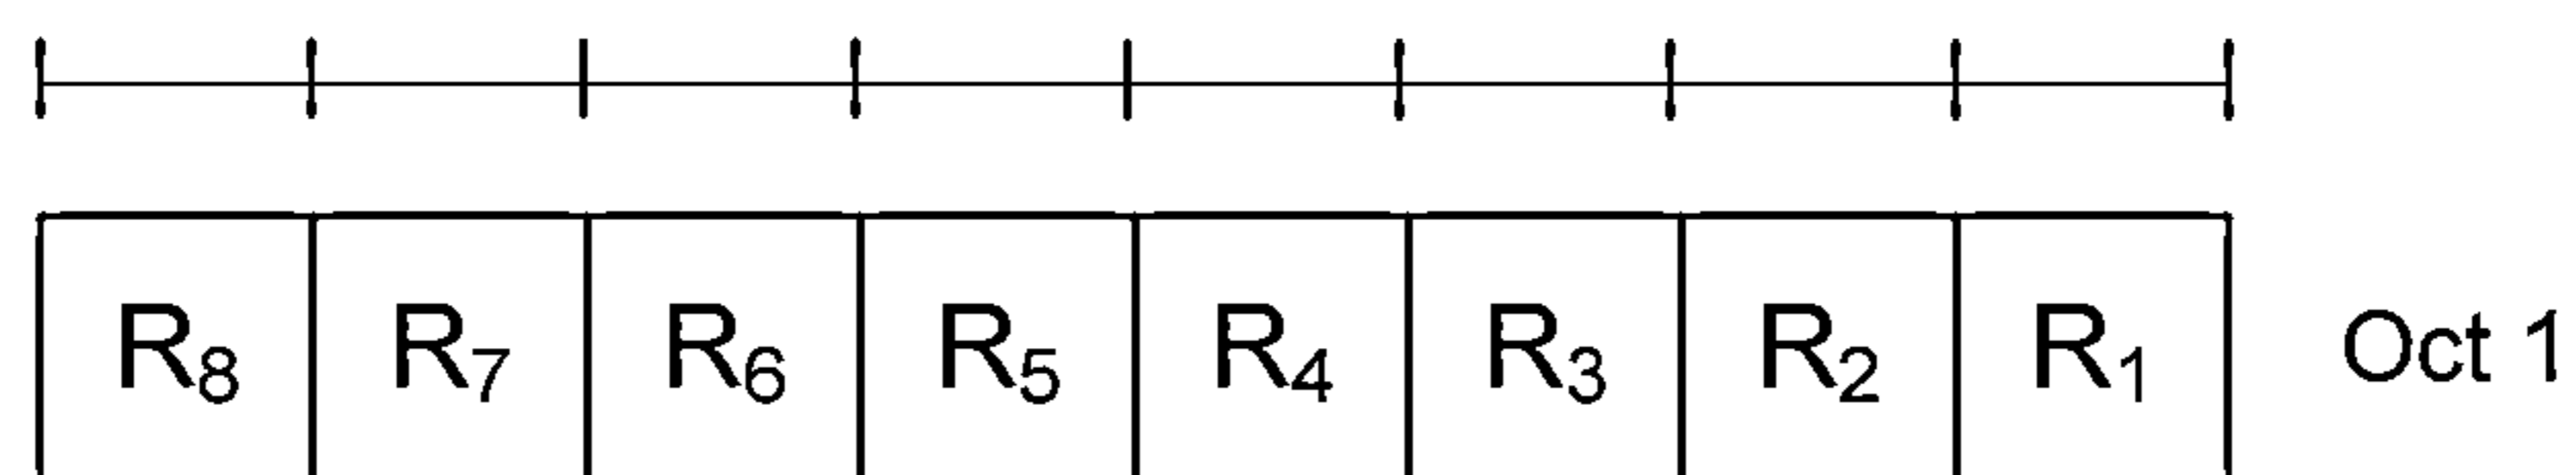 R₈ R₇ R₆ R₅ R₄ R₃ R₂ R₁ Oct 1